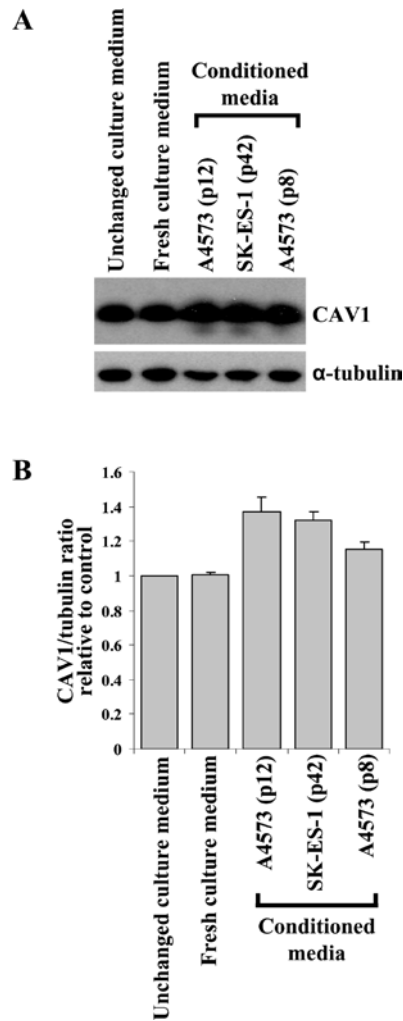 A
Conditioned
media
Unchanged culture medium
Fresh culture medium
A4573 (p12)
SK-ES-1 (p42)
A4573 (p8)
CAV1
α-tubulin
B
CAV1/tubulin ratio
relative to control
1.6
1.4
1.2
1
0.8
0.6
0.4
0.2
0
Unchanged culture medium
Fresh culture medium
A4573 (p12)
SK-ES-1 (p42)
A4573 (p8)
Conditioned
media